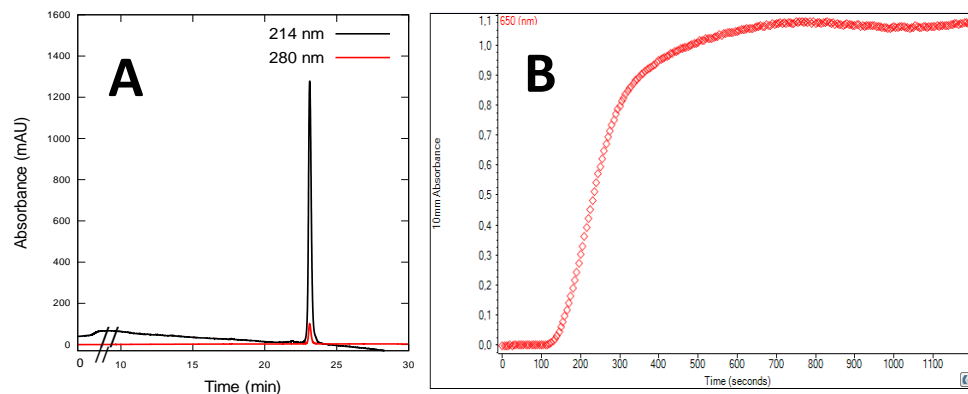 A
214 nm
280 nm
1600
1400
1200
1000
800
600
400
200
0
Absorbance (mAU)
0 10 15 20 25 30
Time (min)
B
650 (nm)
1,1
1,0
0,9
0,8
0,7
0,6
0,5
0,4
0,3
0,2
0,1
0,0
10mm Absorbance
0 100 200 300 400 500 600 700 800 900 1000 1100
Time (seconds)